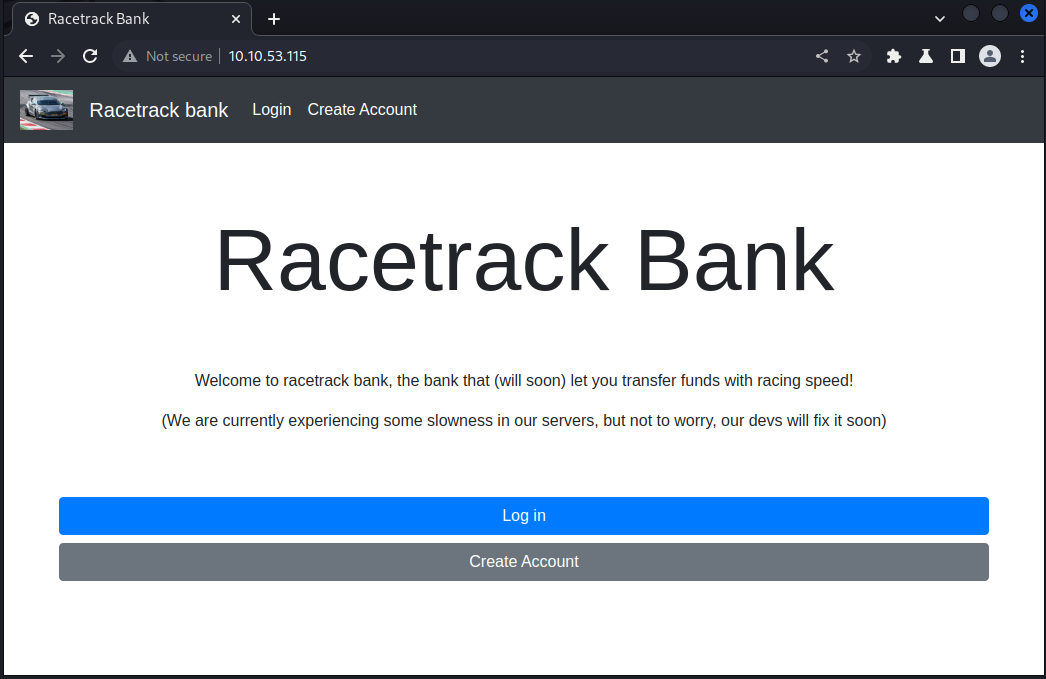 Racetrack Bank
Not secure 10.10.53.115
Racetrack bank Login Create Account
Racetrack Bank
Welcome to racetrack bank, the bank that (will soon) let you transfer funds with racing speed!
(We are currently experiencing some slowness in our servers, but not to worry, our devs will fix it soon)
Log in
Create Account